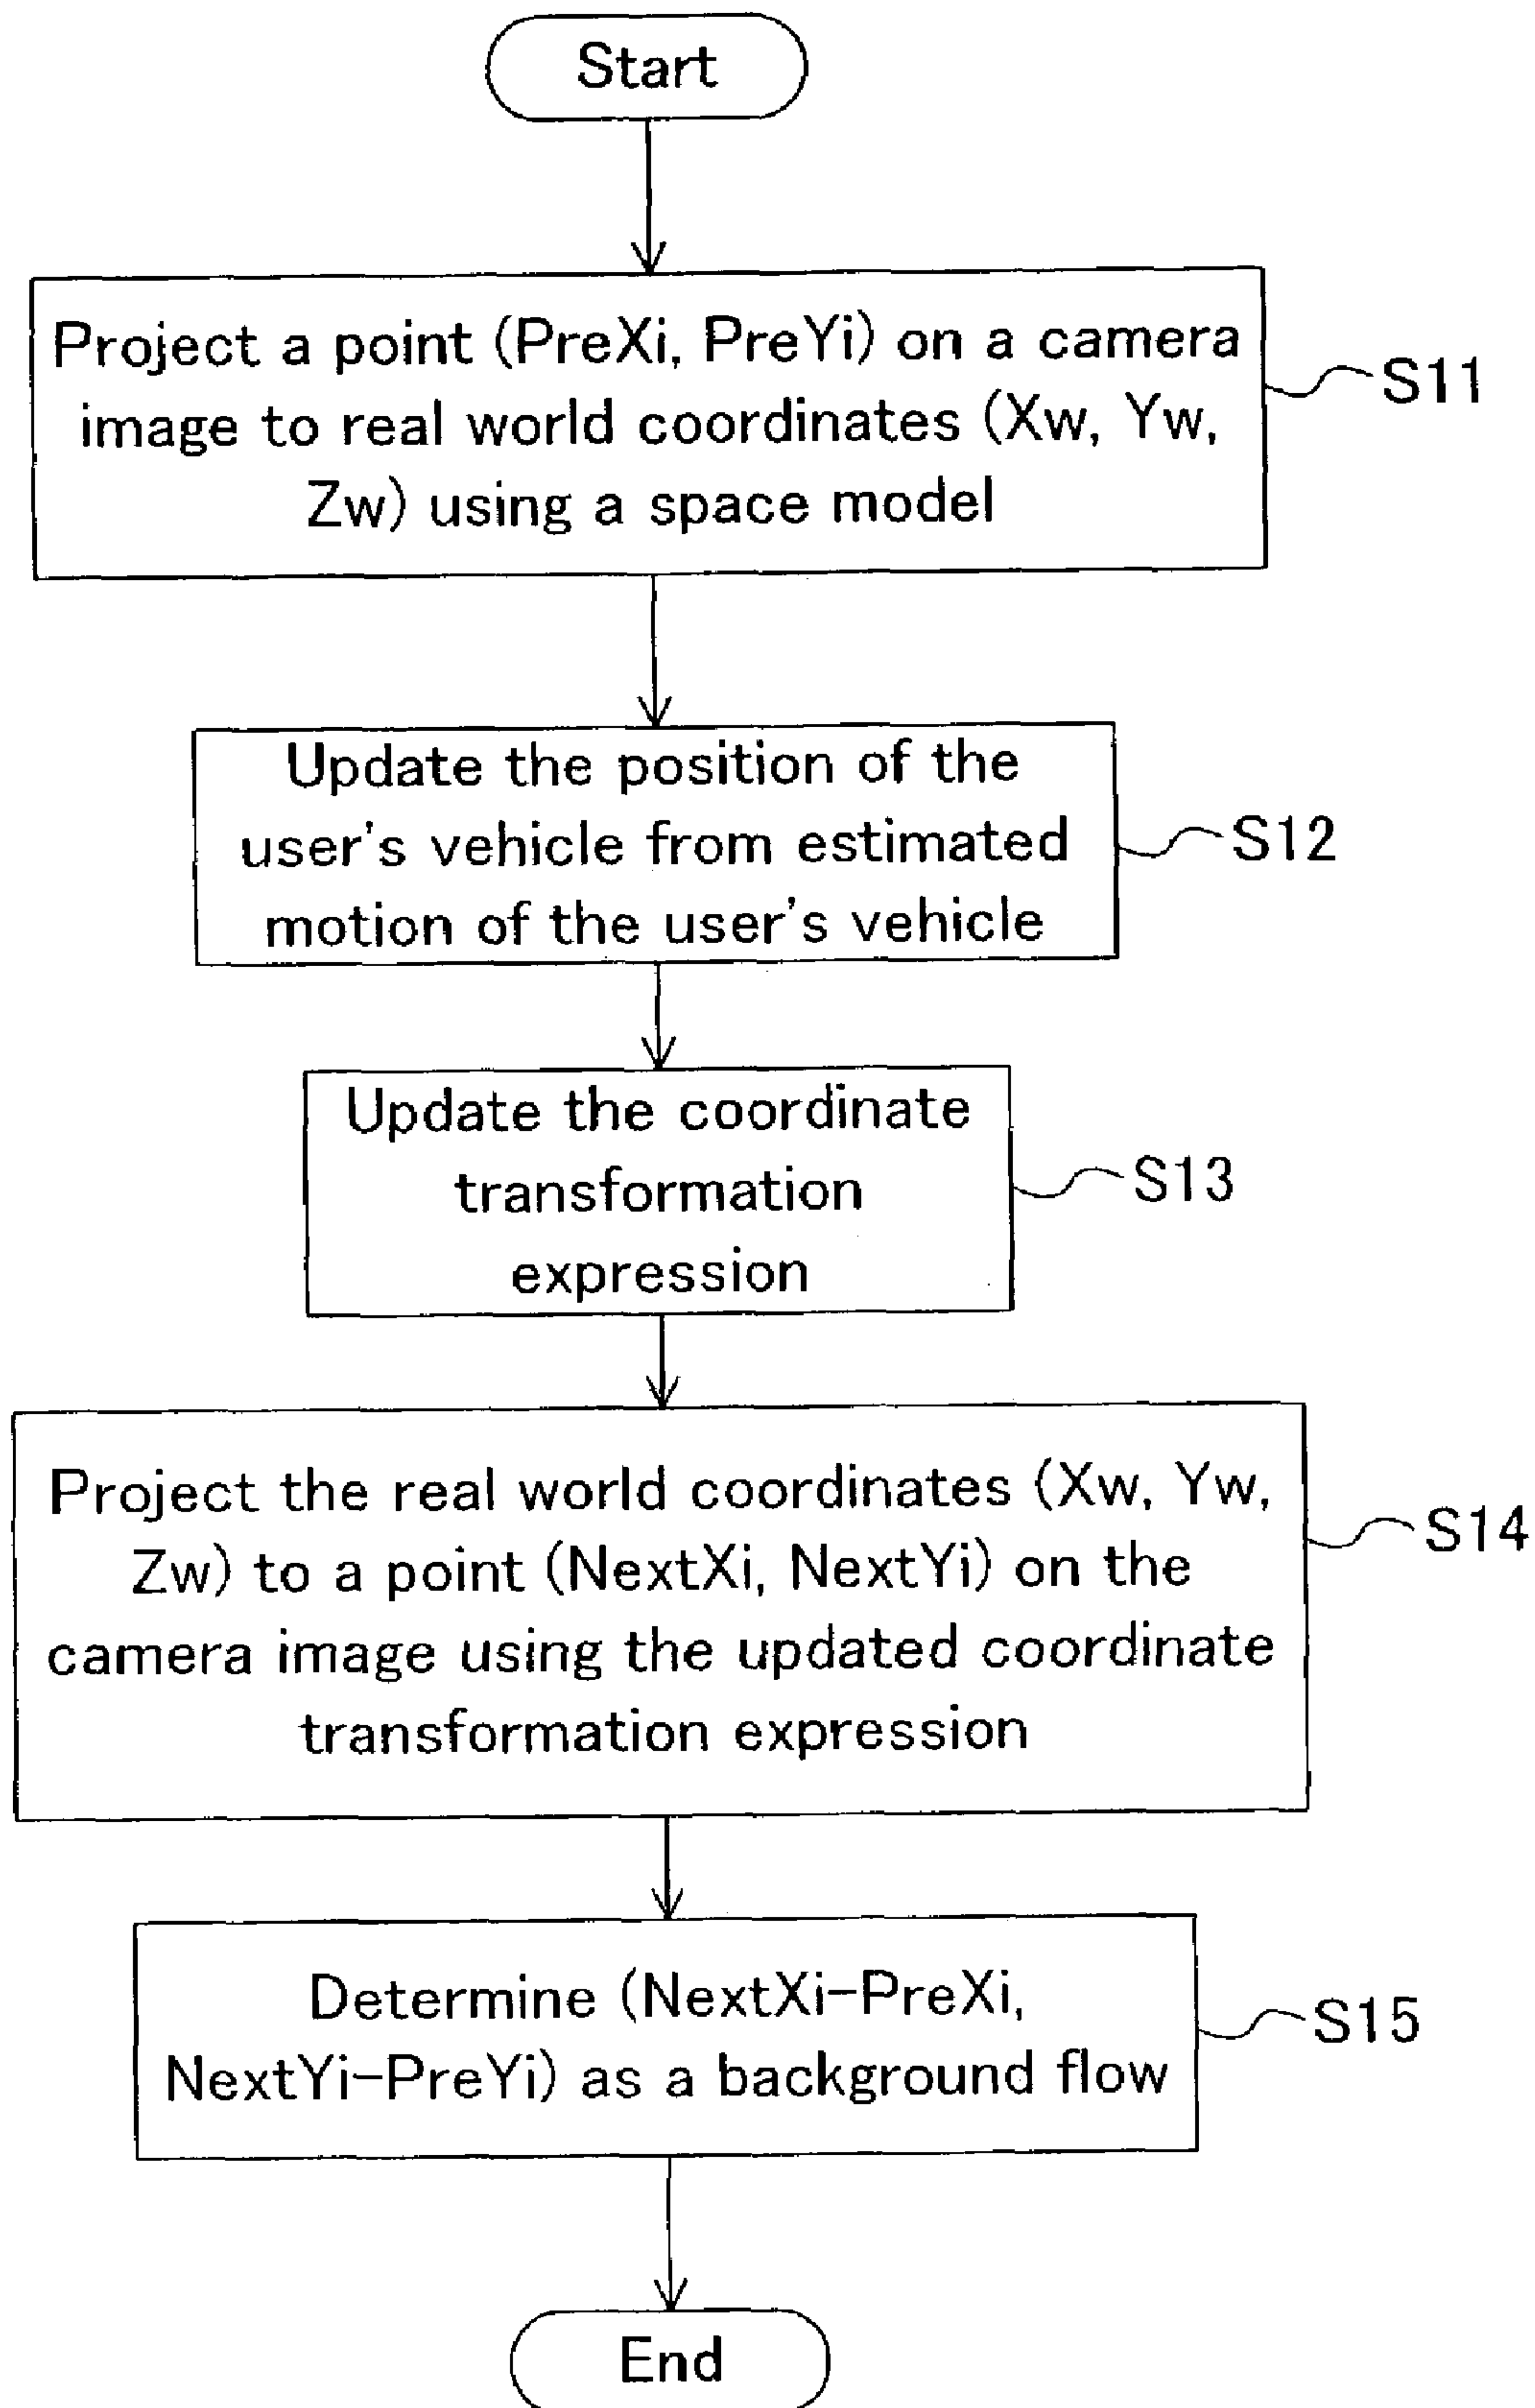 Start
Project a point (PreXi, PreYi) on a camera
image to real world coordinates (Xw, Yw,
Zw) using a space model
S11
Update the position of the
user's vehicle from estimated
motion of the user's vehicle
S12
Update the coordinate
transformation
expression
S13
Project the real world coordinates (Xw, Yw,
Zw) to a point (NextXi, NextYi) on the
camera image using the updated coordinate
transformation expression
S14
Determine (NextXi-PreXi,
NextYi-PreYi) as a background flow
S15
End